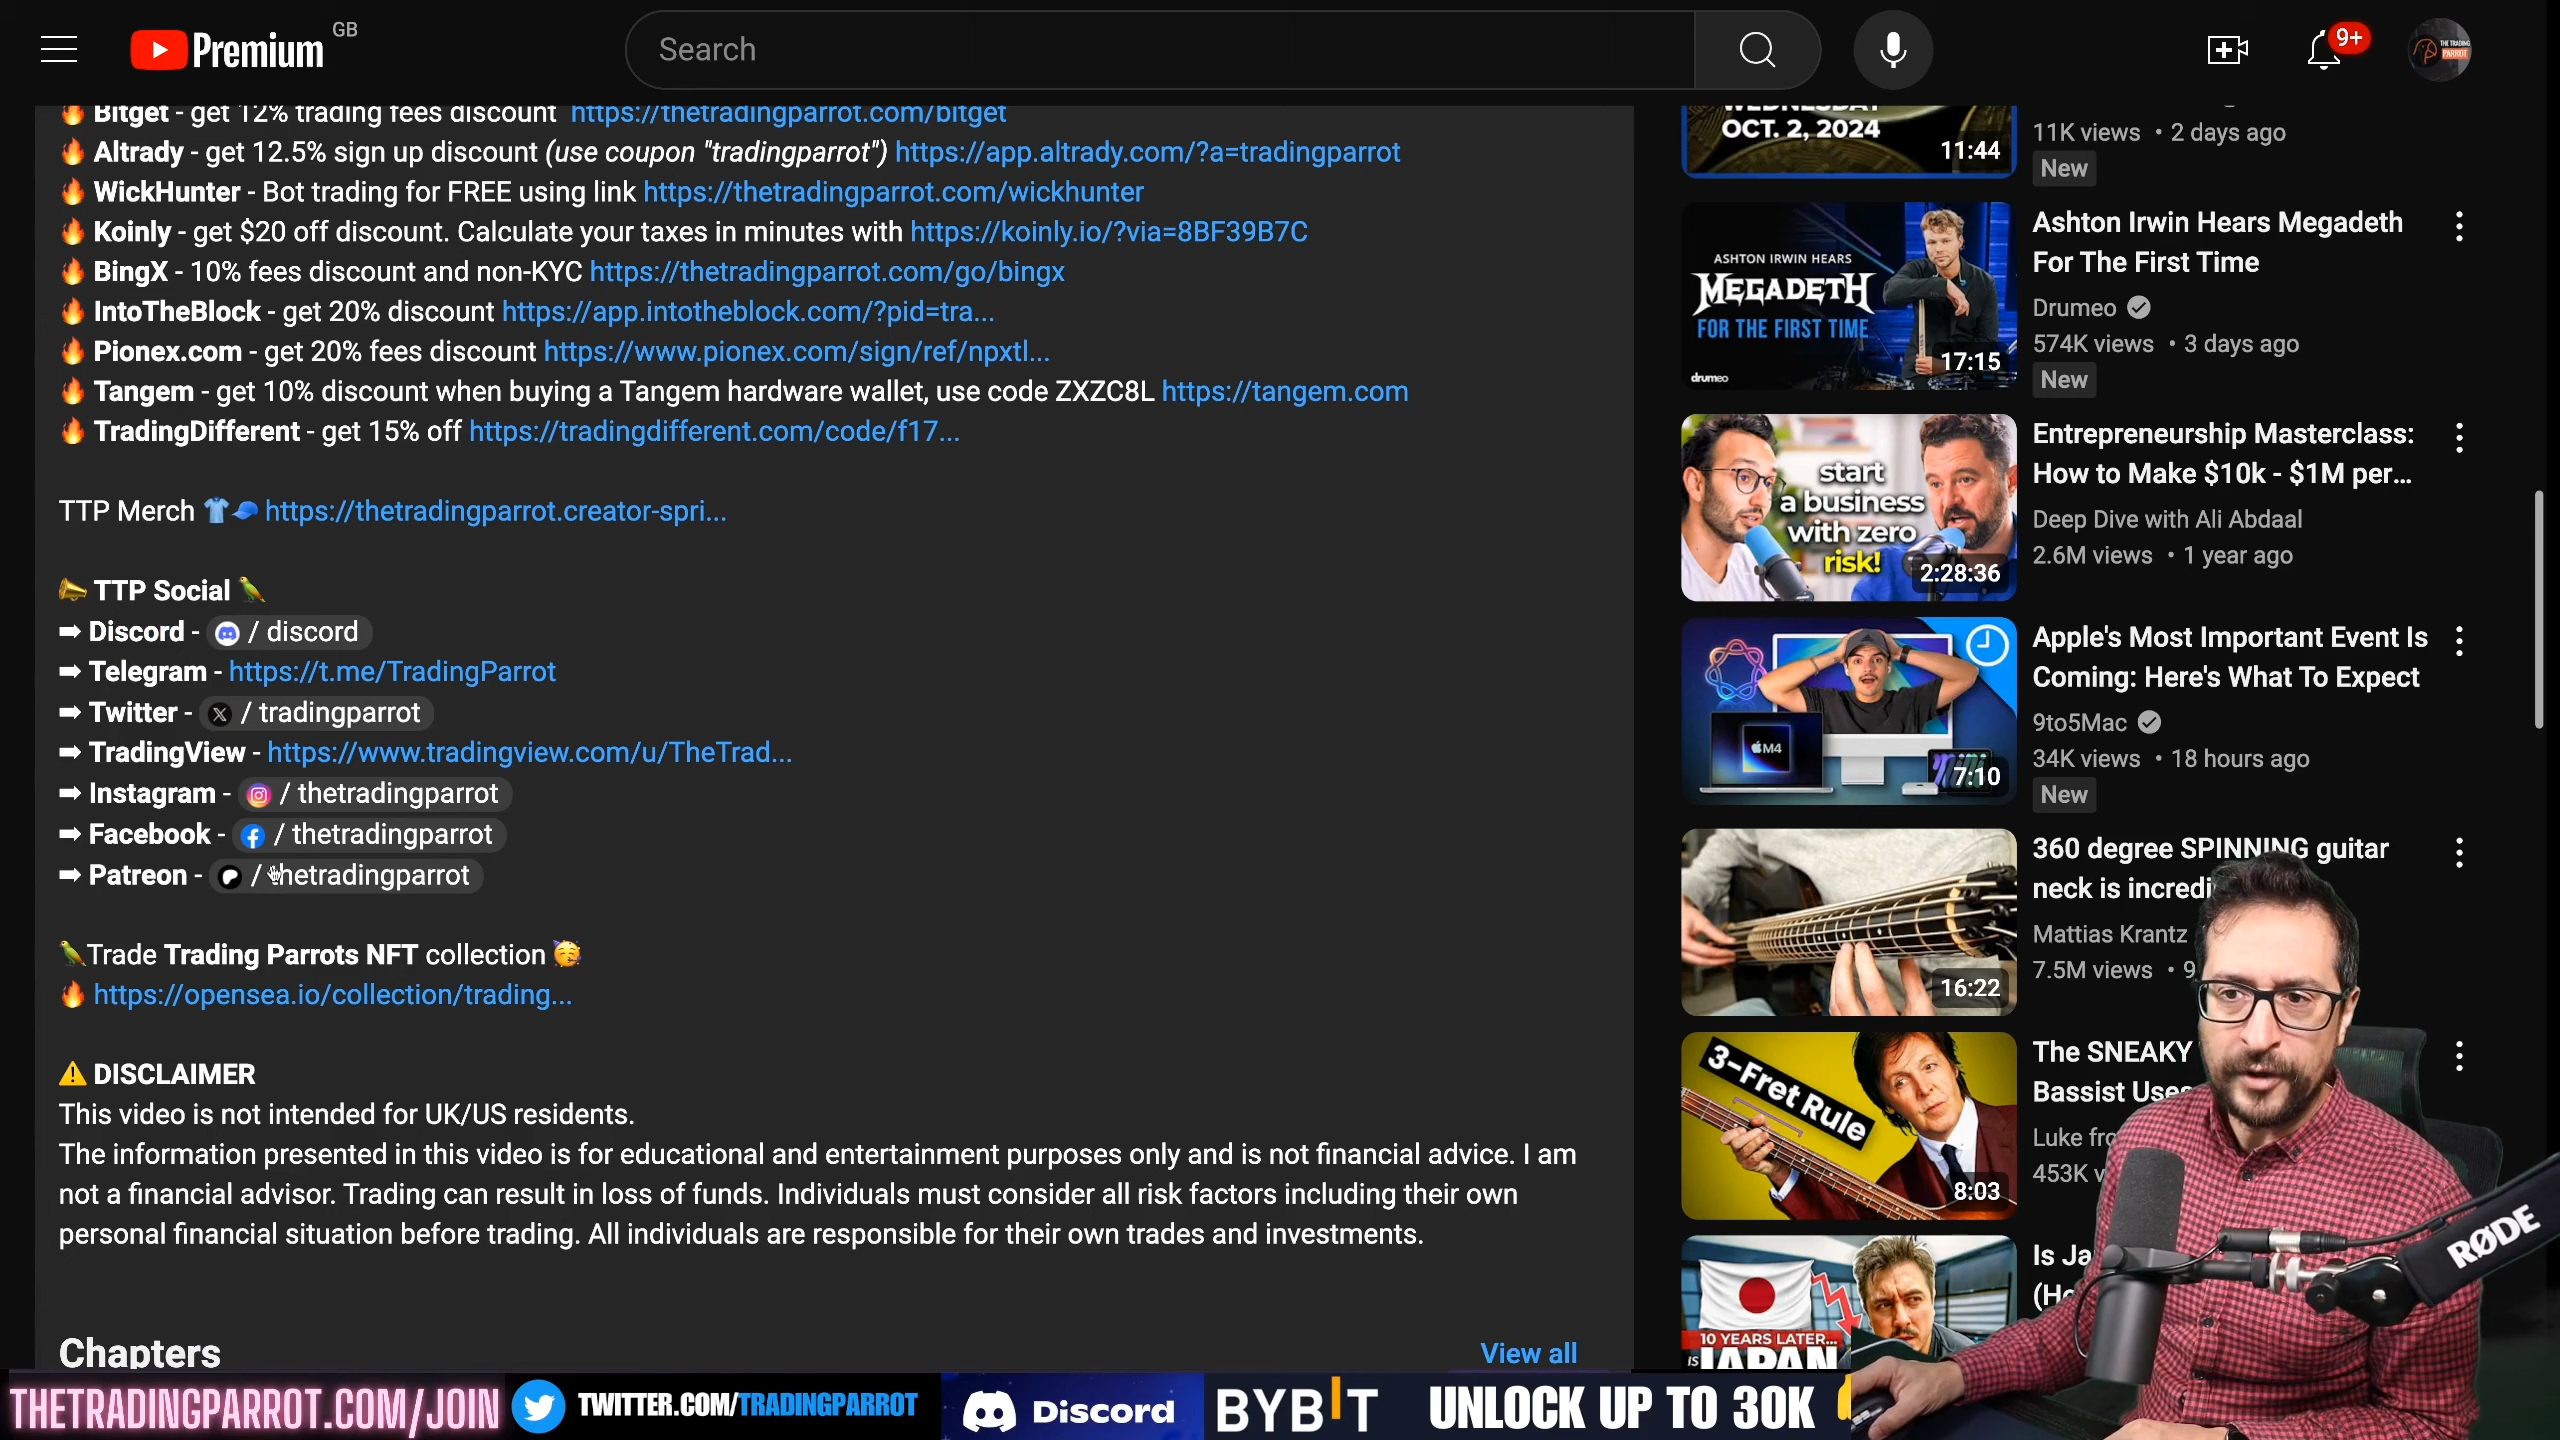 Premium GB
Search
9+
THE TRADING
PARROT
🔥 Bitget - get 12% trading fees discount https://thetradingparrot.com/bitget
🔥 Altrady - get 12.5% sign up discount (use coupon "tradingparrot") https://app.altrady.com/?a=tradingparrot
🔥 WickHunter - Bot trading for FREE using link https://thetradingparrot.com/wickhunter
🔥 Koinly - get $20 off discount. Calculate your taxes in minutes with https://koinly.io/?via=8BF39B7C
🔥 BingX - 10% fees discount and non-KYC https://thetradingparrot.com/go/bingx
🔥 IntoTheBlock - get 20% discount https://app.intotheblock.com/?pid=tra...
🔥 Pionex.com - get 20% fees discount https://www.pionex.com/sign/ref/npxtl...
🔥 Tangem - get 10% discount when buying a Tangem hardware wallet, use code ZXZC8L https://tangem.com
🔥 TradingDifferent - get 15% off https://tradingdifferent.com/code/f17...
TTP Merch 👕🧢 https://thetradingparrot.creator-spri...
📣 TTP Social 🦜
➡ Discord - / discord
➡ Telegram - https://t.me/TradingParrot
➡ Twitter - X / tradingparrot
➡ TradingView - https://www.tradingview.com/u/TheTrad...
➡ Instagram - / thetradingparrot
➡ Facebook - / thetradingparrot
➡ Patreon - / thetradingparrot
🦜Trade Trading Parrots NFT collection 🥳
🔥 https://opensea.io/collection/trading...
⚠️ DISCLAIMER
This video is not intended for UK/US residents.
The information presented in this video is for educational and entertainment purposes only and is not financial advice. I am
not a financial advisor. Trading can result in loss of funds. Individuals must consider all risk factors including their own
personal financial situation before trading. All individuals are responsible for their own trades and investments.
Chapters
View all
WEDNESDAY
OCT. 2, 2024
11:44
11K views • 2 days ago
New
ASHTON IRWIN HEARS
MEGADETH
FOR THE FIRST TIME
drumeo
17:15
Ashton Irwin Hears Megadeth
For The First Time
Drumeo
574K views • 3 days ago
New
start
a business
with zero
risk!
2:28:36
Entrepreneurship Masterclass:
How to Make $10k - $1M per...
Deep Dive with Ali Abdaal
2.6M views • 1 year ago
M4
mini
7:10
Apple's Most Important Event Is
Coming: Here's What To Expect
9to5Mac
34K views • 18 hours ago
New
16:22
360 degree SPINNING guitar
neck is incredi
Mattias Krantz
7.5M views • 9
3-Fret Rule
8:03
The SNEAKY
Bassist Uses
Luke fro
453K v
10 YEARS LATER...
IS JAPAN
Is Ja
(Ho
RØDE
THETRADINGPARROT.COM/JOIN
TWITTER.COM/TRADINGPARROT
Discord
BYBIT
UNLOCK UP TO 30K